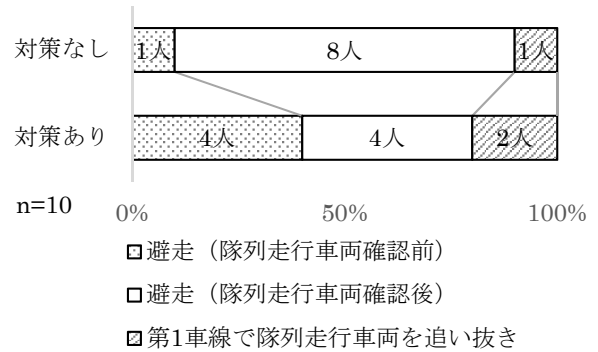 対策なし
1人 8人 1人
対策あり
4人 4人 2人
n=10
0% 50% 100%
避走（隊列走行車両確認前）
避走（隊列走行車両確認後）
第1車線で隊列走行車両を追い抜き